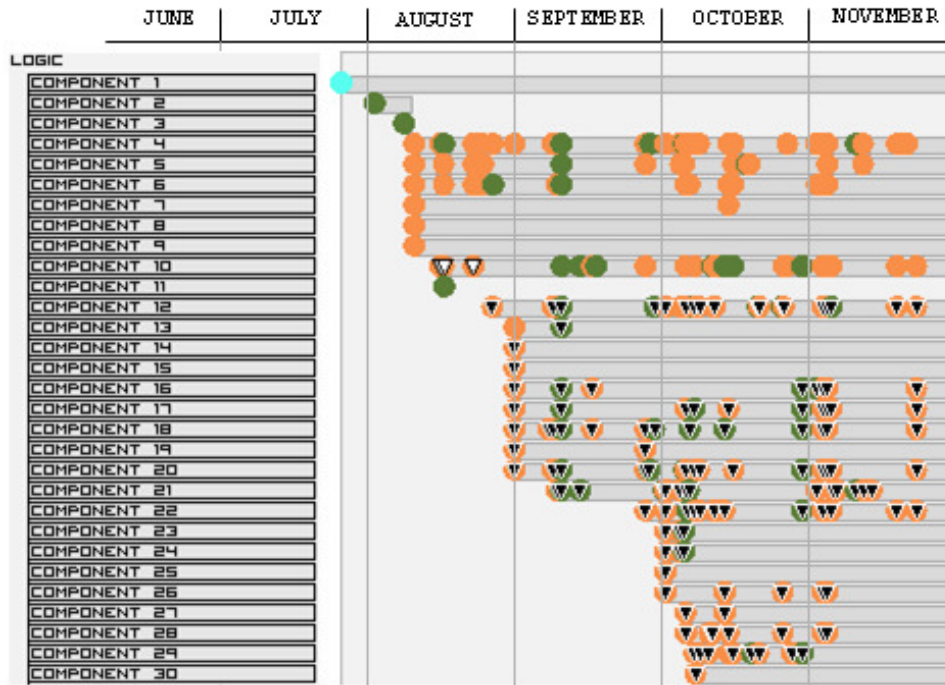 JUNE JULY AUGUST SEPTEMBER OCTOBER NOVEMBER
LOGIC
COMPONENT 1
COMPONENT 2
COMPONENT 3
COMPONENT 4
COMPONENT 5
COMPONENT 6
COMPONENT 7
COMPONENT 8
COMPONENT 9
COMPONENT 10
COMPONENT 11
COMPONENT 12
COMPONENT 13
COMPONENT 14
COMPONENT 15
COMPONENT 16
COMPONENT 17
COMPONENT 18
COMPONENT 19
COMPONENT 20
COMPONENT 21
COMPONENT 22
COMPONENT 23
COMPONENT 24
COMPONENT 25
COMPONENT 26
COMPONENT 27
COMPONENT 28
COMPONENT 29
COMPONENT 30